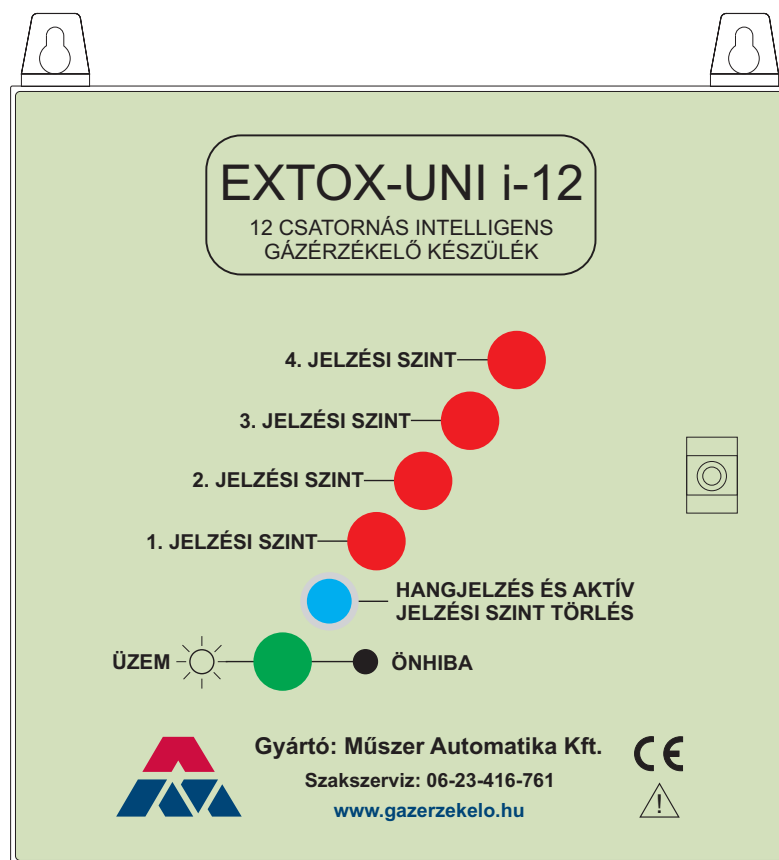 EXTOX-UNI i-12
12 CSATORNÁS INTELLIGENS
GÁZÉRZÉKELŐ KÉSZÜLÉK
4. JELZÉSI SZINT
3. JELZÉSI SZINT
2. JELZÉSI SZINT
1. JELZÉSI SZINT
HANGJELZÉS ÉS AKTÍV
JELZÉSI SZINT TÖRLÉS
ÜZEM ÖNHIBA
Gyártó: Műszer Automatika Kft.
Szakszerviz: 06-23-416-761
www.gazerzekelo.hu
CE
!